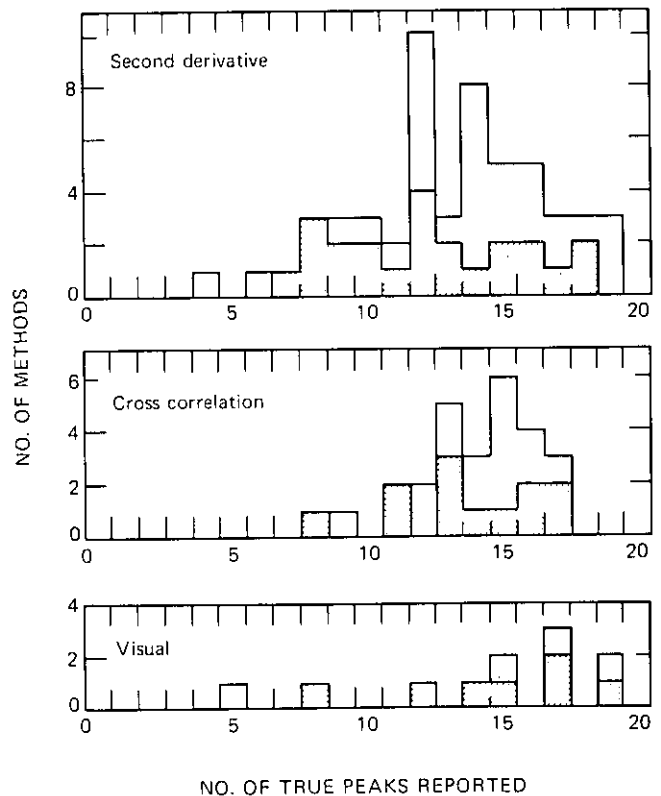 Second derivative
8
4
0
0 5 10 15 20
NO. OF METHODS
Cross correlation
6
4
2
0
0 5 10 15 20
Visual
4
2
0
0 5 10 15 20
NO. OF TRUE PEAKS REPORTED